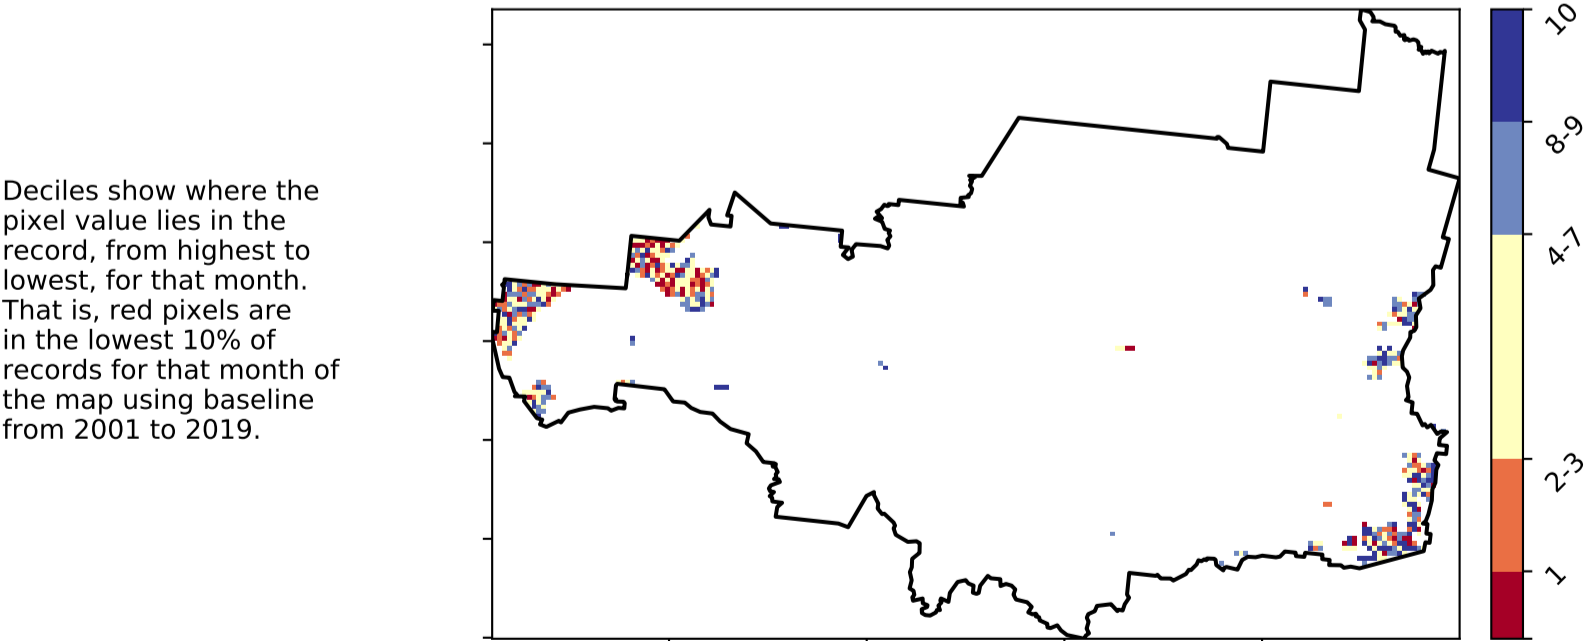 Deciles show where the
pixel value lies in the
record, from highest to
lowest, for that month.
That is, red pixels are
in the lowest 10% of
records for that month of
the map using baseline
from 2001 to 2019.
10
8-9
4-7
2-3
1